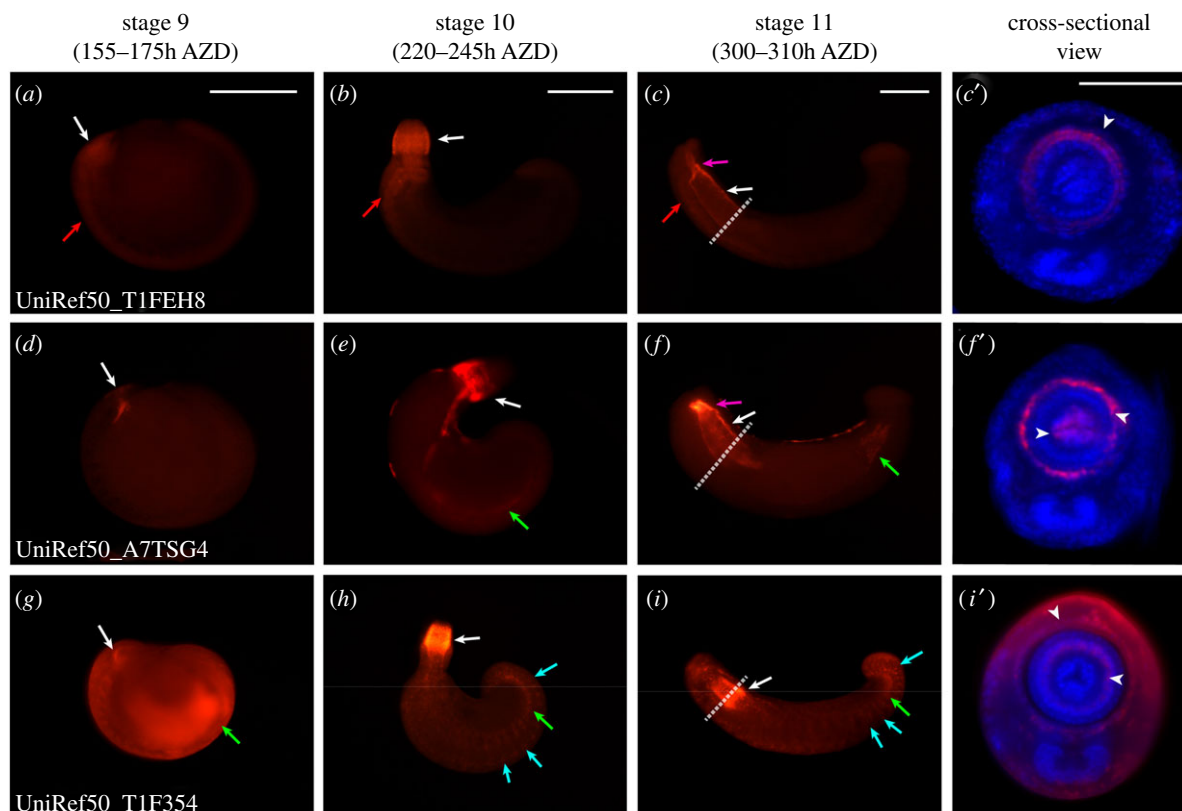 stage 9
(155–175h AZD)
stage 10
(220–245h AZD)
stage 11
(300–310h AZD)
cross-sectional
view
(a)
(b)
(c)
(c′)
UniRef50_T1FEH8
(d)
(e)
(f)
(f′)
UniRef50_A7TSG4
(g)
(h)
(i)
(i′)
UniRef50_T1F354